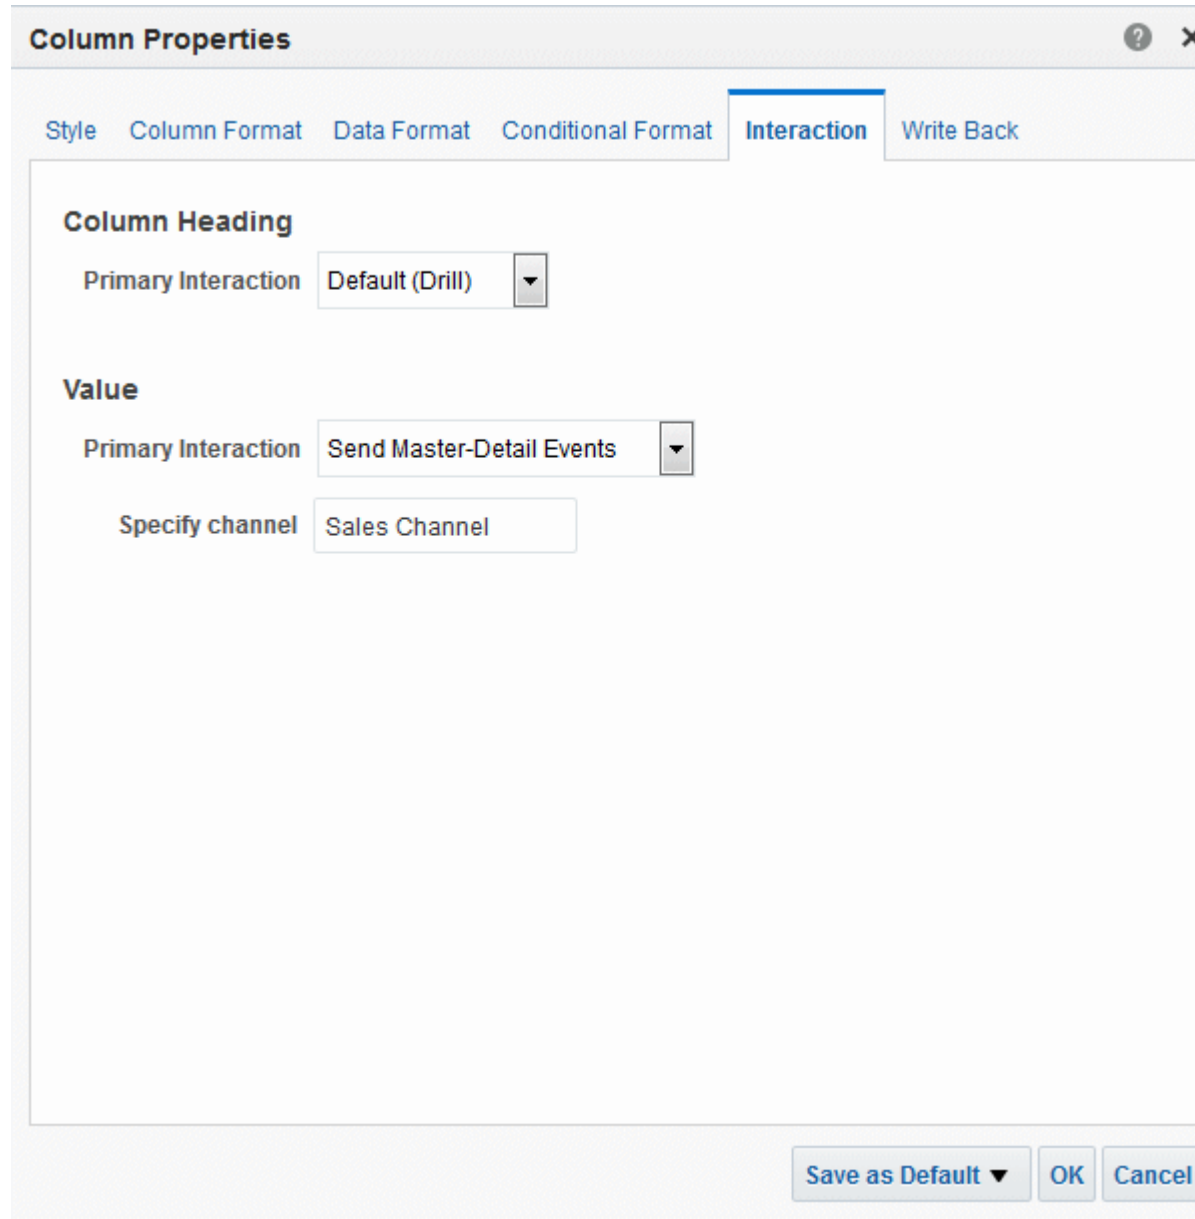 Column Properties
Style Column Format Data Format Conditional Format Interaction Write Back
Column Heading
Primary Interaction Default (Drill)
Value
Primary Interaction Send Master-Detail Events
Specify channel Sales Channel
Save as Default OK Cancel